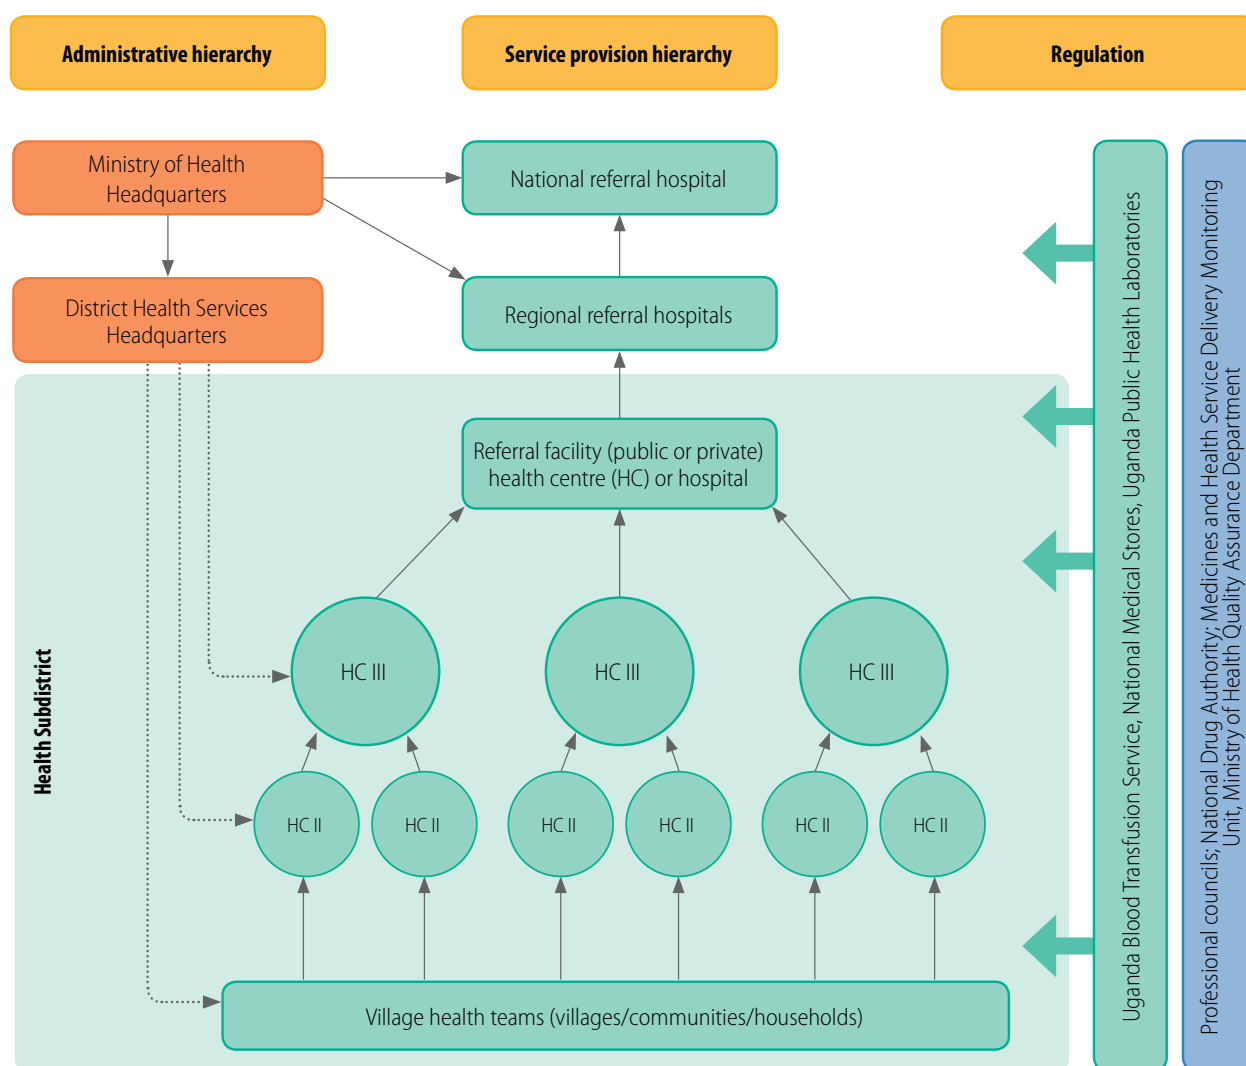 Administrative hierarchy
Service provision hierarchy
Regulation
Ministry of Health
Headquarters
National referral hospital
District Health Services
Headquarters
Regional referral hospitals
Referral facility (public or private)
health centre (HC) or hospital
Health Subdistrict
HC III
HC III
HC III
HC II
HC II
HC II
HC II
HC II
HC II
Village health teams (villages/communities/households)
Uganda Blood Transfusion Service, National Medical Stores, Uganda Public Health Laboratories
Professional councils; National Drug Authority; Medicines and Health Service Delivery Monitoring
Unit, Ministry of Health Quality Assurance Department